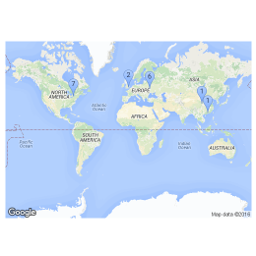 2
6
ASIA
7
NORTH
AMERICA
EUROPE
1
1
Atlantic
Ocean
AFRICA
SOUTH
AMERICA
Pacific
Ocean
Indian
Ocean
AUSTRALIA
Google
Map data ©2016